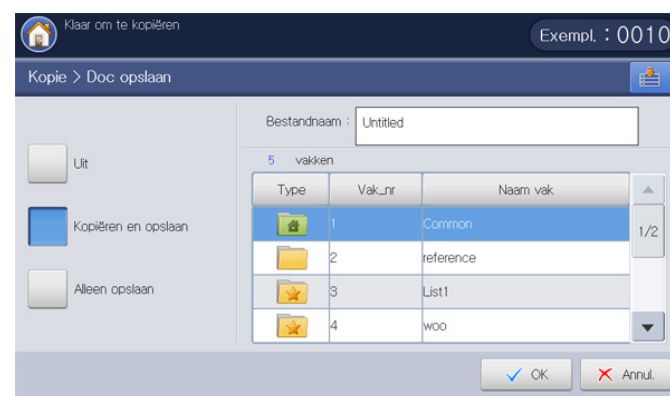 Klaar om te kopiëren
Exempl. : 0010
Kopie > Doc opslaan
Bestandnaam : Untitled
Uit
5 vakken
Type Vak_nr Naam vak
1 Common
1/2
Kopiëren en opslaan
2 reference
Alleen opslaan
3 List1
4 woo
OK Annul.